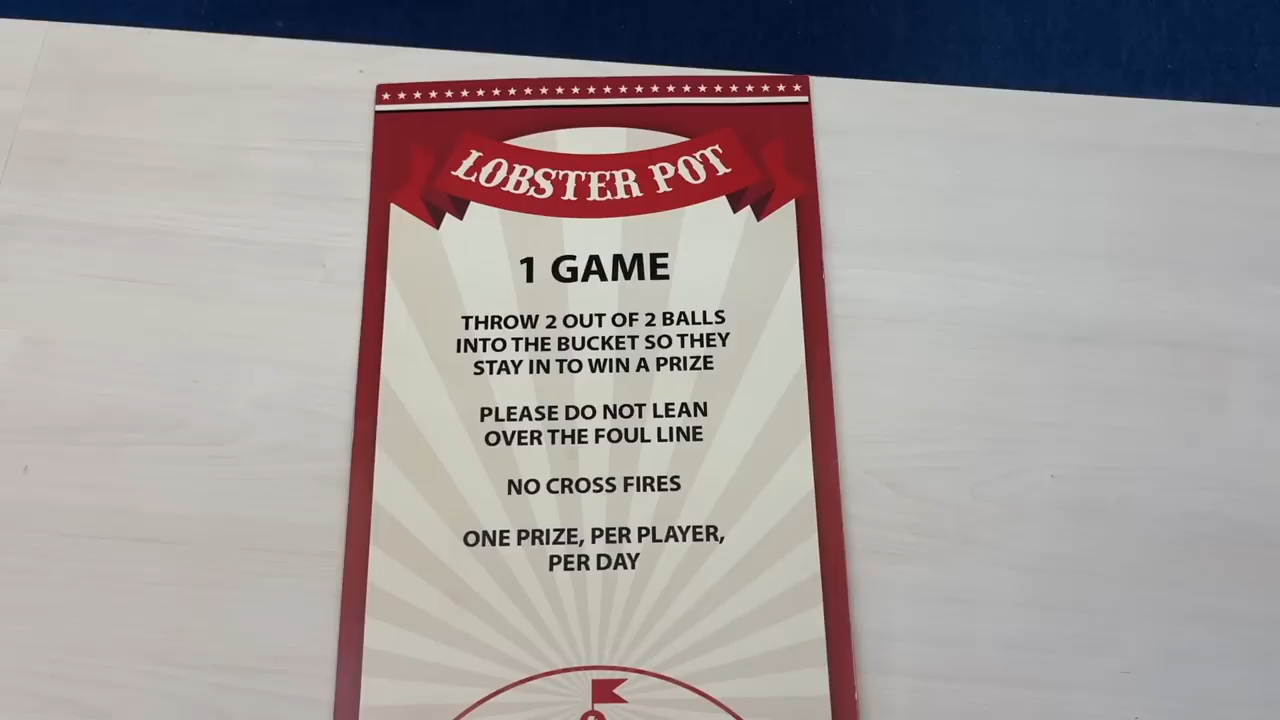 LOBSTER POT
1 GAME
THROW 2 OUT OF 2 BALLS
INTO THE BUCKET SO THEY
STAY IN TO WIN A PRIZE
PLEASE DO NOT LEAN
OVER THE FOUL LINE
NO CROSS FIRES
ONE PRIZE, PER PLAYER,
PER DAY